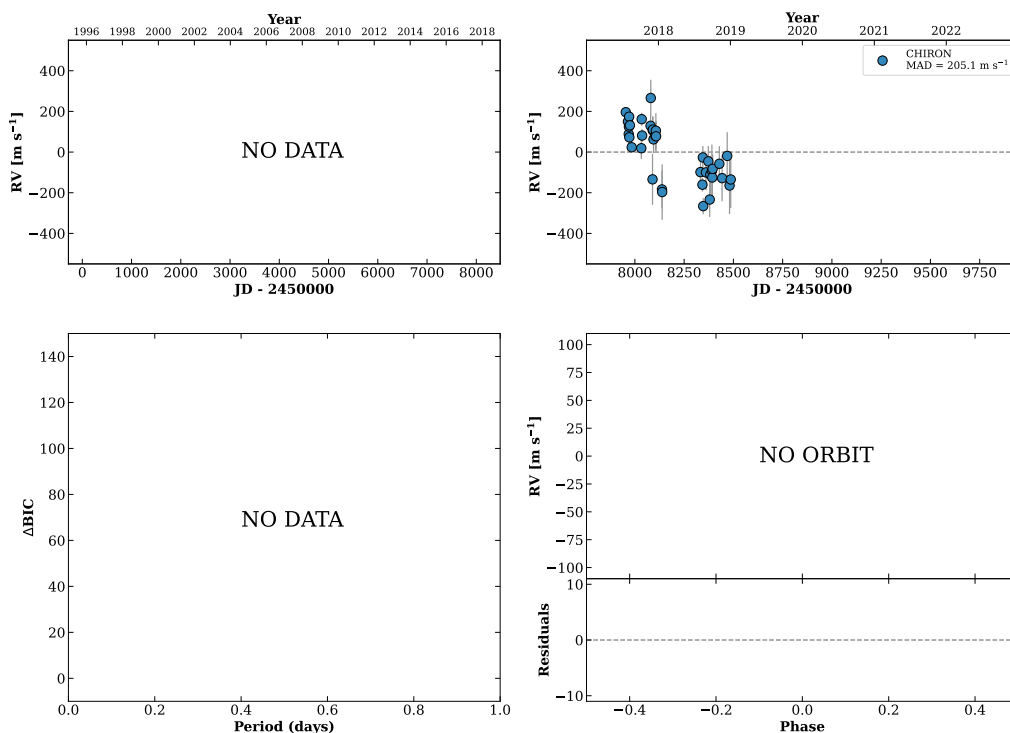 Year
1996 1998 2000 2002 2004 2006 2008 2010 2012 2014 2016 2018
400
200
0
−200
−400
RV [m s−1]
NO DATA
0 1000 2000 3000 4000 5000 6000 7000 8000
JD - 2450000
Year
2018 2019 2020 2021 2022
CHIRON
MAD = 205.1 m s−1
400
200
0
−200
−400
RV [m s−1]
8000 8250 8500 8750 9000 9250 9500 9750
JD - 2450000
140
120
100
80
60
40
20
0
ΔBIC
NO DATA
0.0 0.2 0.4 0.6 0.8 1.0
Period (days)
100
75
50
25
0
−25
−50
−75
−100
RV [m s−1]
NO ORBIT
10
0
−10
Residuals
−0.4 −0.2 0.0 0.2 0.4
Phase